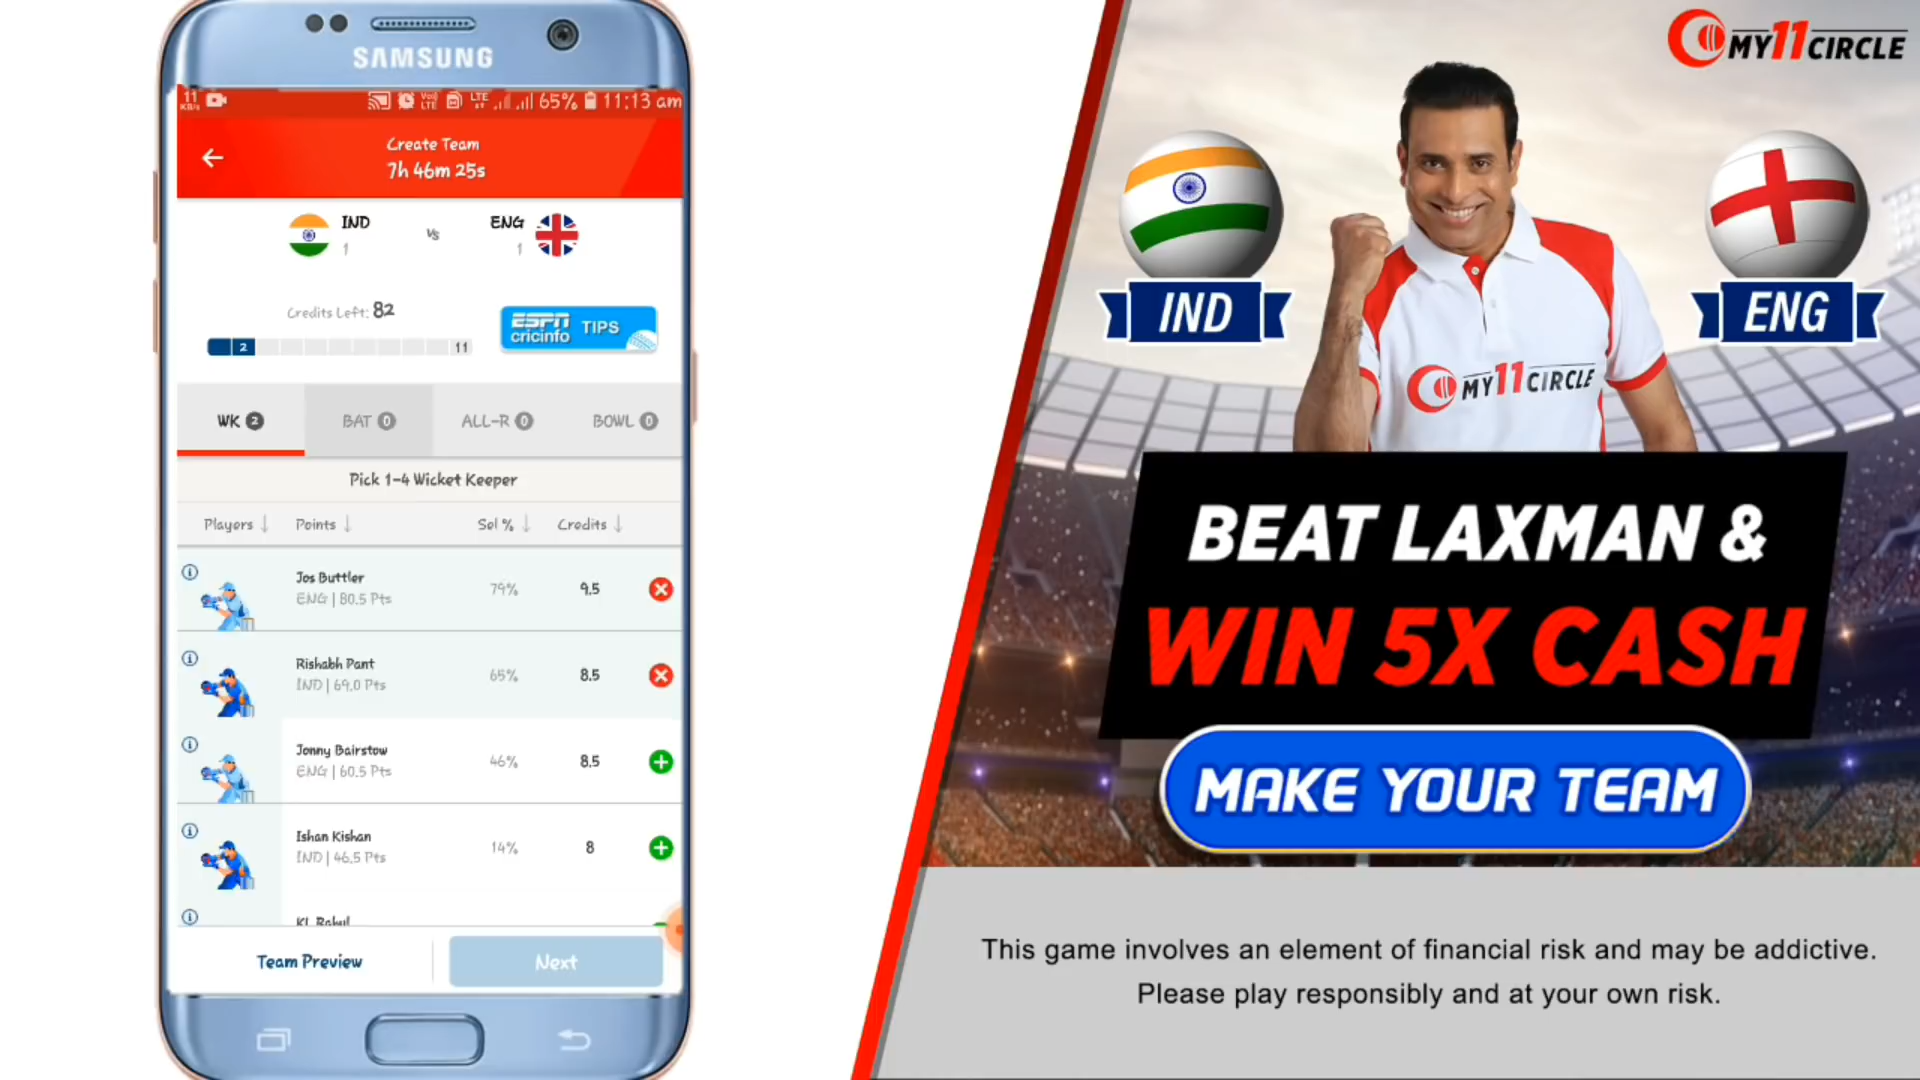 SAMSUNG
11 KB/s LTE 65% 11:13 am
Create Team
7h 46m 25s
IND
1
vs
ENG
1
Credits Left: 82
2 11
ESPN cricinfo TIPS
WK 2 BAT 0 ALL-R 0 BOWL 0
Pick 1-4 Wicket Keeper
Players Points Sel % Credits
Jos Buttler
ENG | 80.5 Pts 79% 9.5
Rishabh Pant
IND | 69.0 Pts 65% 8.5
Jonny Bairstow
ENG | 60.5 Pts 46% 8.5
Ishan Kishan
IND | 46.5 Pts 14% 8
KL Rahul
Team Preview Next
MY11CIRCLE
IND
ENG
MY11CIRCLE
BEAT LAXMAN &
WIN 5X CASH
MAKE YOUR TEAM
This game involves an element of financial risk and may be addictive.
Please play responsibly and at your own risk.